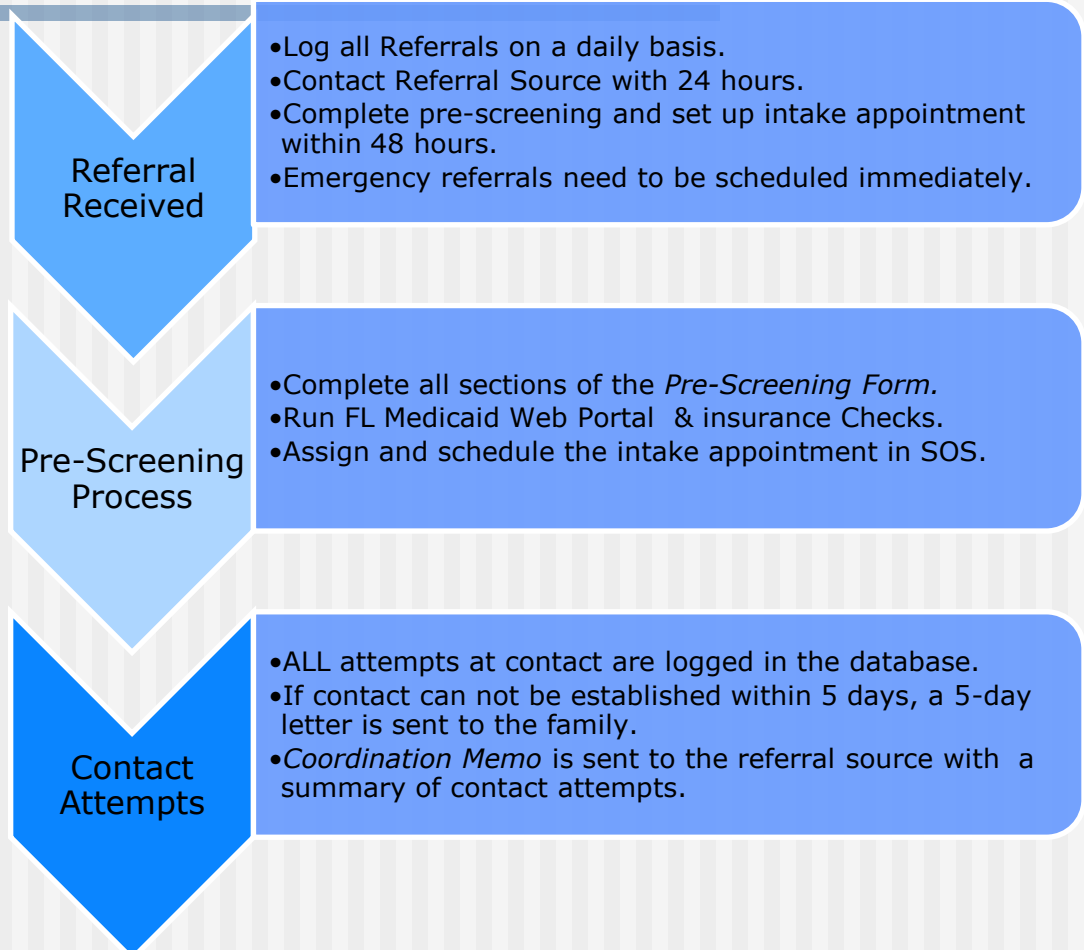 •Log all Referrals on a daily basis.
•Contact Referral Source with 24 hours.
•Complete pre-screening and set up intake appointment
within 48 hours.
•Emergency referrals need to be scheduled immediately.
Referral
Received
•Complete all sections of the Pre-Screening Form.
•Run FL Medicaid Web Portal & insurance Checks.
•Assign and schedule the intake appointment in SOS.
Pre-Screening
Process
•ALL attempts at contact are logged in the database.
•If contact can not be established within 5 days, a 5-day
letter is sent to the family.
•Coordination Memo is sent to the referral source with a
summary of contact attempts.
Contact
Attempts